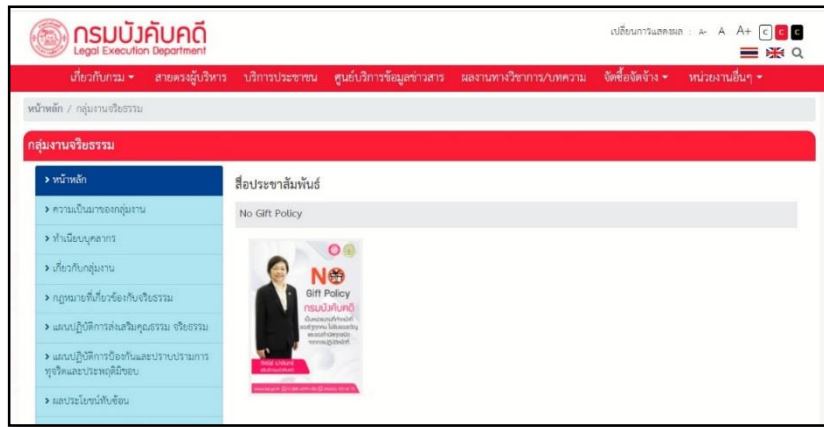 กรมบังคับคดี
Legal Execution Department
เปลี่ยนการแสดงผล : A- A A+ C C C
เกี่ยวกับกรม สายตรงผู้บริหาร บริการประชาชน ศูนย์บริการข้อมูลข่าวสาร ผลงานทางวิชาการ/บทความ จัดซื้อจัดจ้าง หน่วยงานอื่นๆ
หน้าหลัก / กลุ่มงานจริยธรรม
กลุ่มงานจริยธรรม
> หน้าหลัก
> ความเป็นมาของกลุ่มงาน
> ทำเนียบบุคลากร
> เกี่ยวกับกลุ่มงาน
> กฎหมายที่เกี่ยวข้องกับจริยธรรม
> แผนปฏิบัติการส่งเสริมคุณธรรม จริยธรรม
> แผนปฏิบัติการป้องกันและปราบปรามการ
ทุจริตและประพฤติมิชอบ
> ผลประโยชน์ทับซ้อน
สื่อประชาสัมพันธ์
No Gift Policy
NO
Gift Policy
กรมบังคับคดี